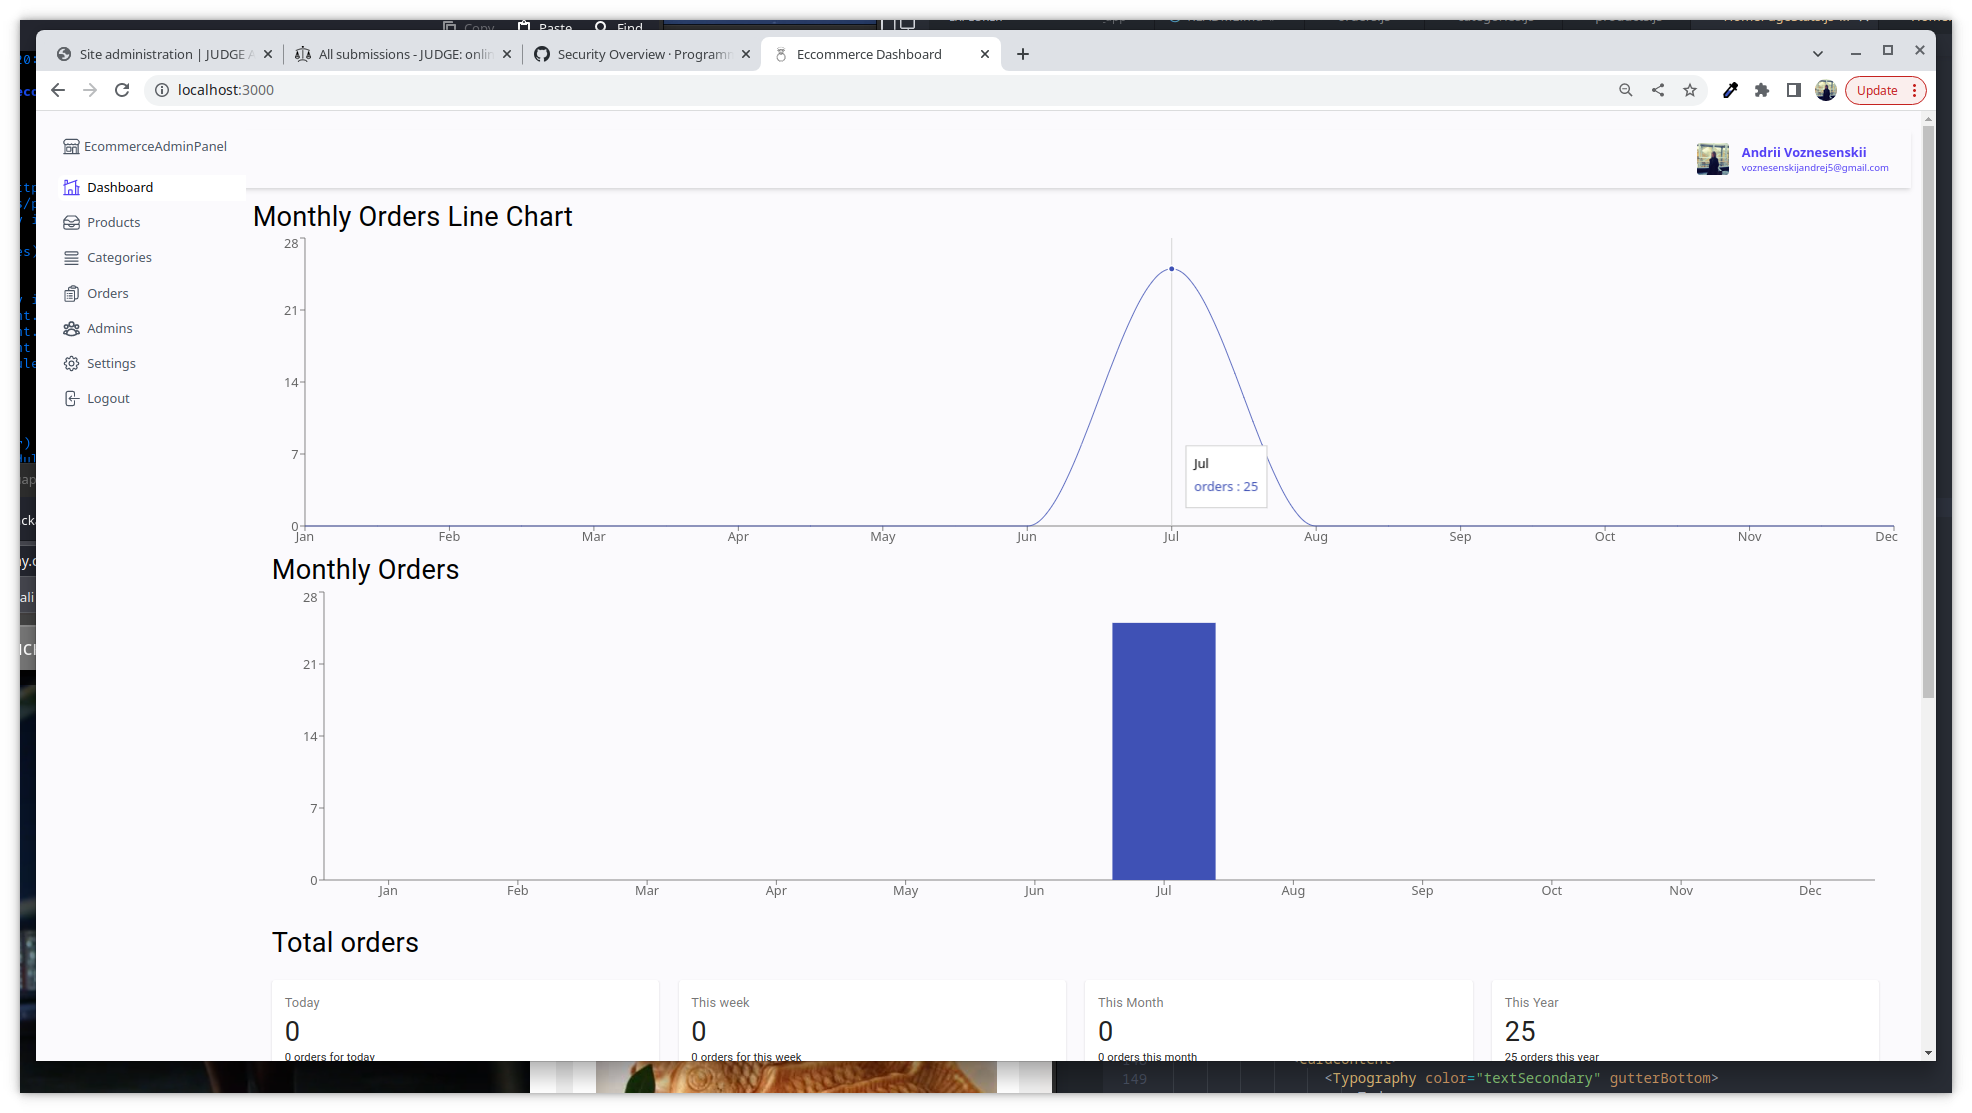 Copy Paste Find
Site administration | JUDGE All submissions - JUDGE: onlin Security Overview · Programm Eccommerce Dashboard
localhost:3000
Update
EcommerceAdminPanel
Andrii Voznesenskii
voznesenskijandrej5@gmail.com
Dashboard
Products
Categories
Orders
Admins
Settings
Logout
Monthly Orders Line Chart
28
21
14
7
0
Jul
orders : 25
Jan Feb Mar Apr May Jun Jul Aug Sep Oct Nov Dec
Monthly Orders
28
21
14
7
0
Jan Feb Mar Apr May Jun Jul Aug Sep Oct Nov Dec
Total orders
Today
0
0 orders for today
This week
0
0 orders for this week
This Month
0
0 orders this month
This Year
25
25 orders this year
149 <Typography color="textSecondary" gutterBottom>